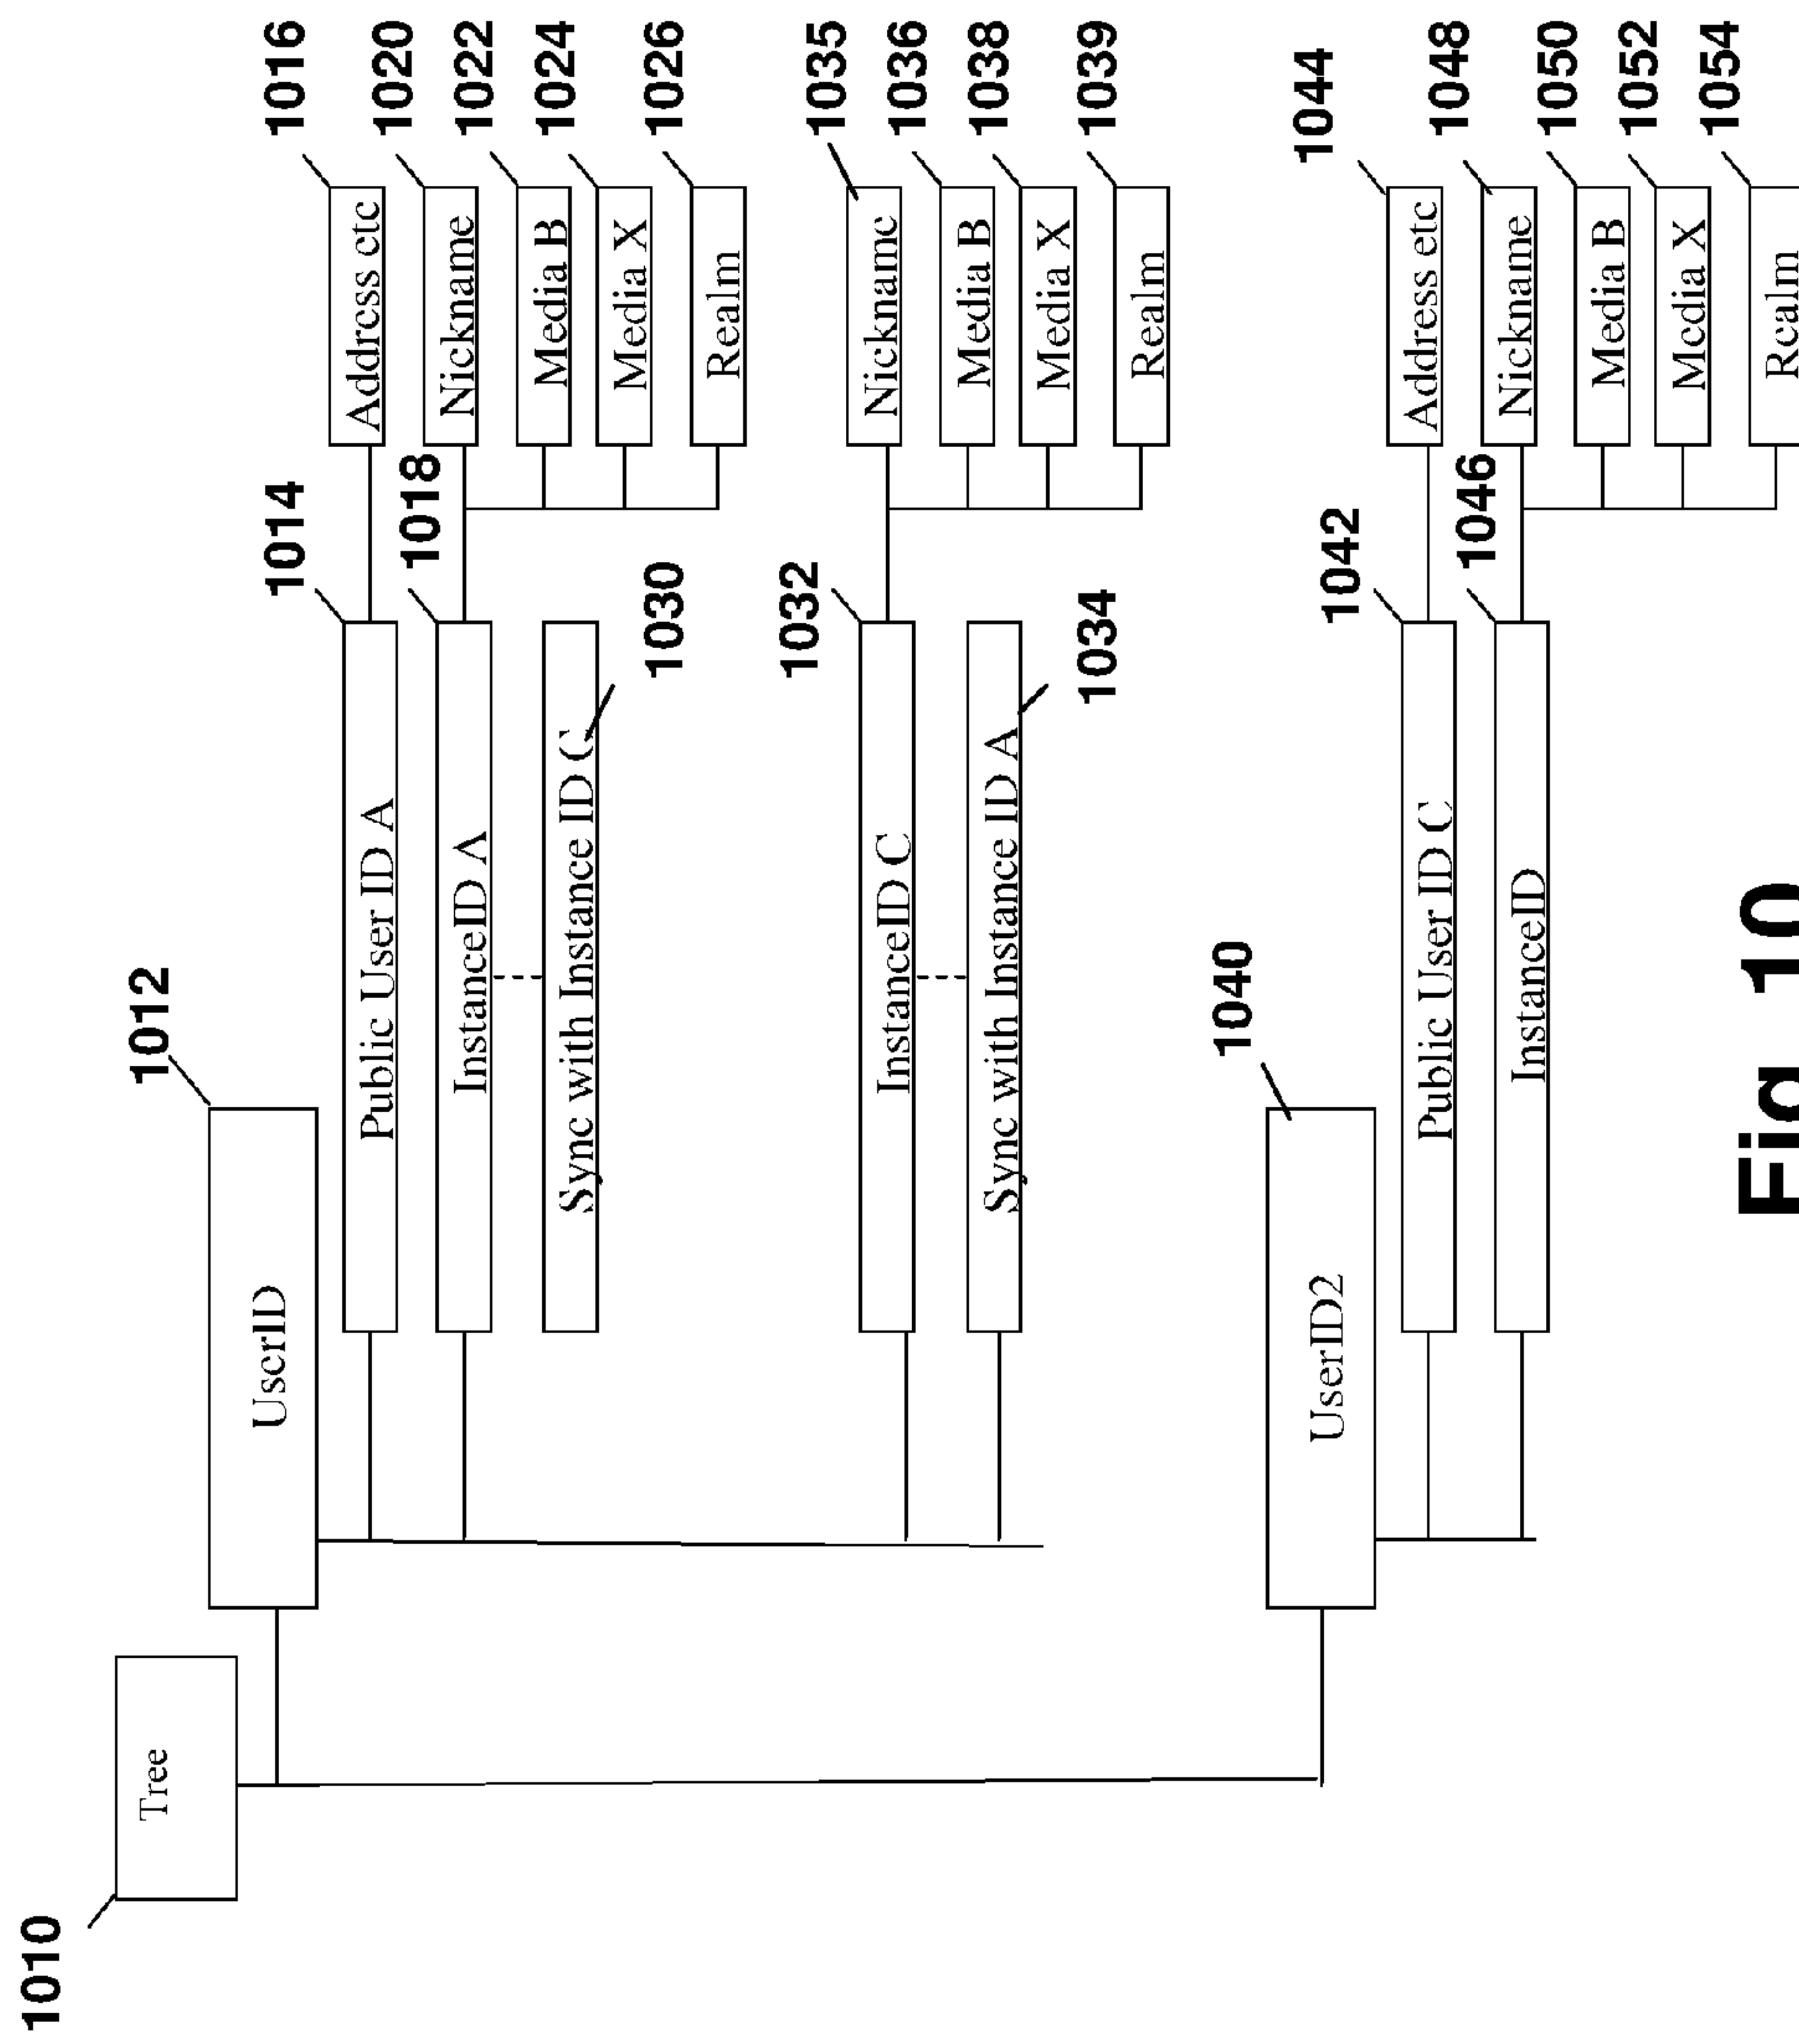 1010
Tree
1012
UserID
1014
Public User ID A
1016
Address etc
1018
InstanceID A
1020
Nickname
1022
Media B
1024
Media X
1026
Realm
1030
Sync with Instance ID C
1032
InstanceID C
1035
Nickname
1036
Media B
1038
Media X
1039
Realm
1034
Sync with Instance ID A
1040
UserID2
1042
Public User ID C
1044
Address etc
1046
InstanceID
1048
Nickname
1050
Media B
1052
Media X
1054
Realm
Fig 10